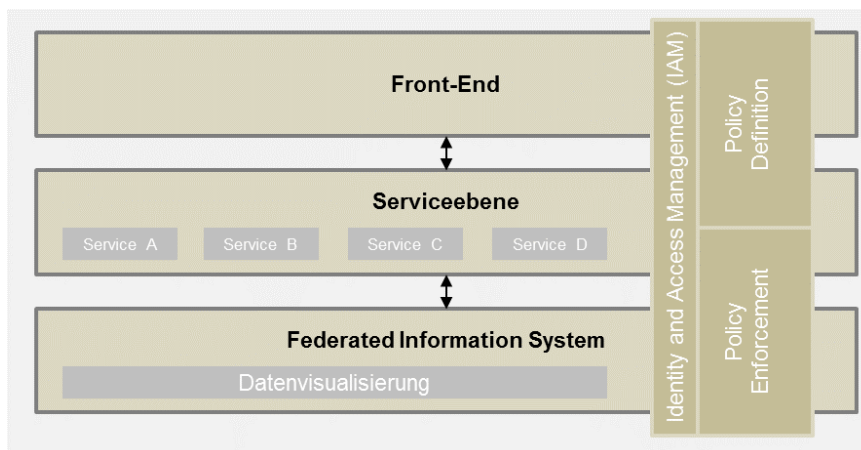 Front-End
Serviceebene
Service A
Service B
Service C
Service D
Federated Information System
Datenvisualisierung
Identity and Access Management (IAM)
Policy
Definition
Policy
Enforcement